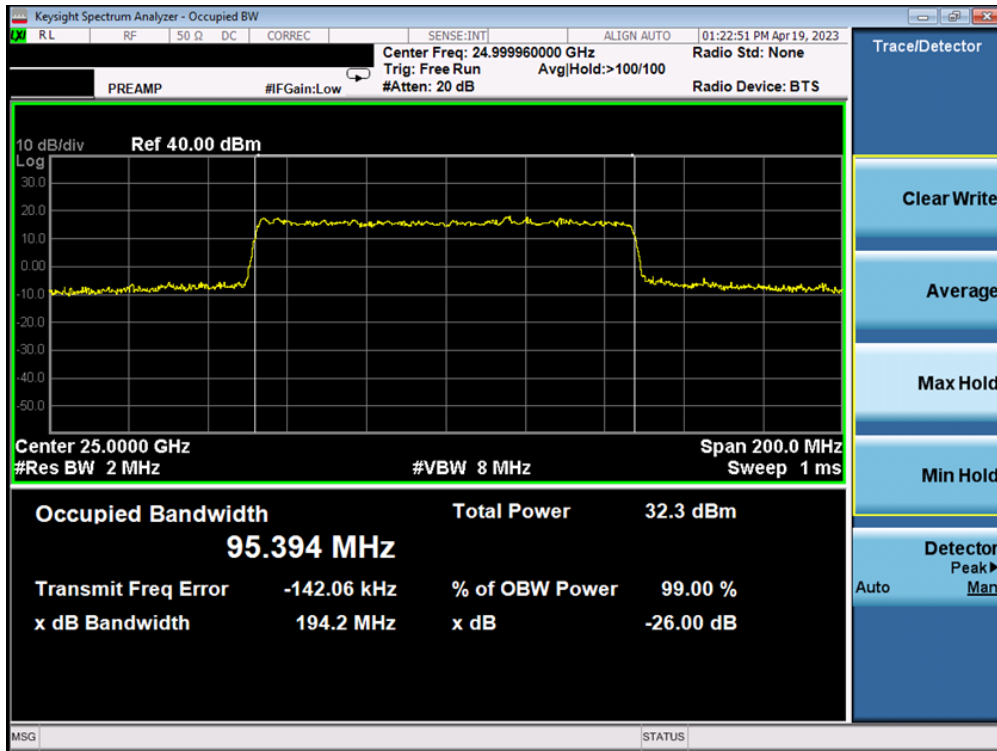 Keysight Spectrum Analyzer - Occupied BW
LXI RL RF 50 Ω DC CORREC SENSE:INT ALIGN AUTO 01:22:51 PM Apr 19, 2023
Center Freq: 24.999960000 GHz Radio Std: None
Trig: Free Run Avg|Hold:>100/100
PREAMP #IFGain:Low #Atten: 20 dB Radio Device: BTS
10 dB/div Ref 40.00 dBm
Log
30.0
20.0
10.0
0.00
-10.0
-20.0
-30.0
-40.0
-50.0
Center 25.0000 GHz Span 200.0 MHz
#Res BW 2 MHz #VBW 8 MHz Sweep 1 ms
Occupied Bandwidth Total Power 32.3 dBm
95.394 MHz
Transmit Freq Error -142.06 kHz % of OBW Power 99.00 %
x dB Bandwidth 194.2 MHz x dB -26.00 dB
MSG STATUS
Trace/Detector
Clear Write
Average
Max Hold
Min Hold
Detector
Peak▶
Auto Man